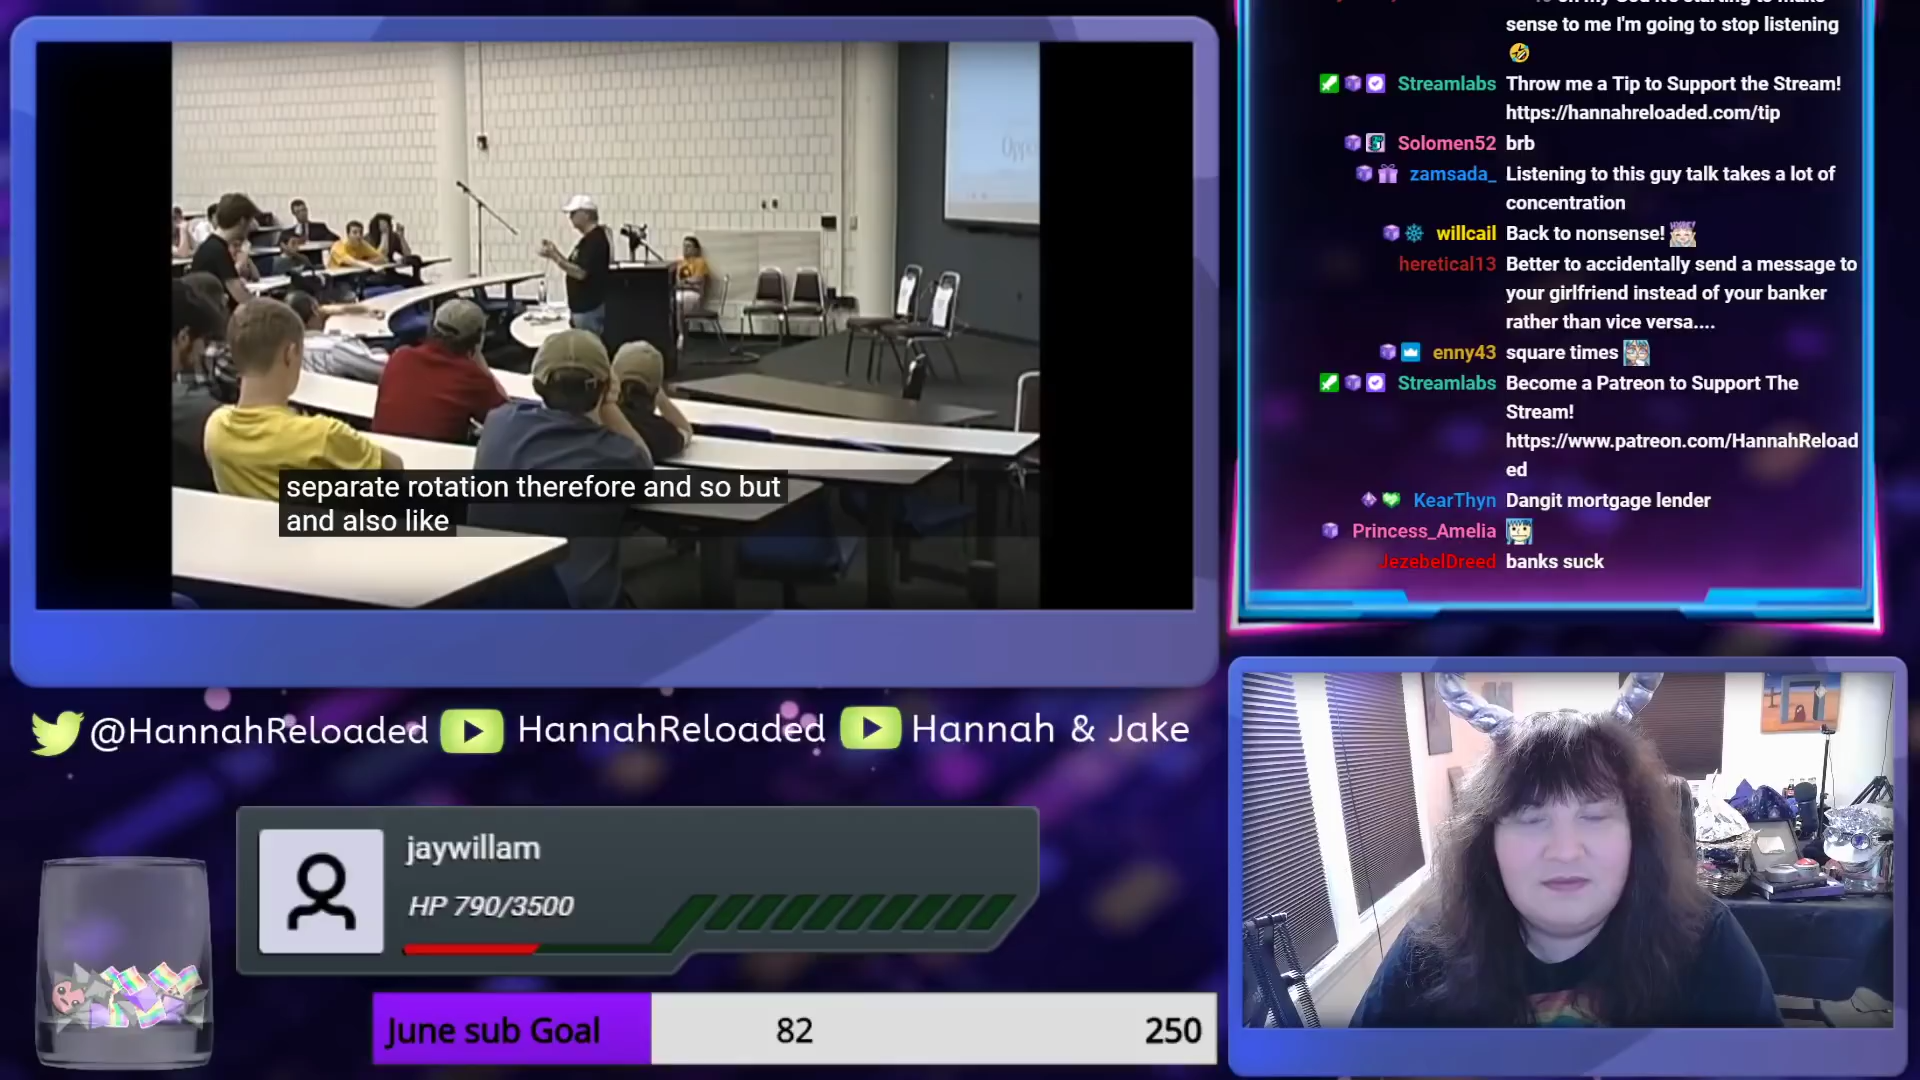 separate rotation therefore and so but
and also like
sense to me I'm going to stop listening
Streamlabs Throw me a Tip to Support the Stream!
https://hannahreloaded.com/tip
Solomen52 brb
zamsada_ Listening to this guy talk takes a lot of
concentration
willcail Back to nonsense!
heretical13 Better to accidentally send a message to
your girlfriend instead of your banker
rather than vice versa....
enny43 square times
Streamlabs Become a Patreon to Support The
Stream!
https://www.patreon.com/HannahReload
ed
KearThyn Dangit mortgage lender
Princess_Amelia
JezebelDreed banks suck
@HannahReloaded HannahReloaded Hannah & Jake
jaywillam
HP 790/3500
June sub Goal 82 250